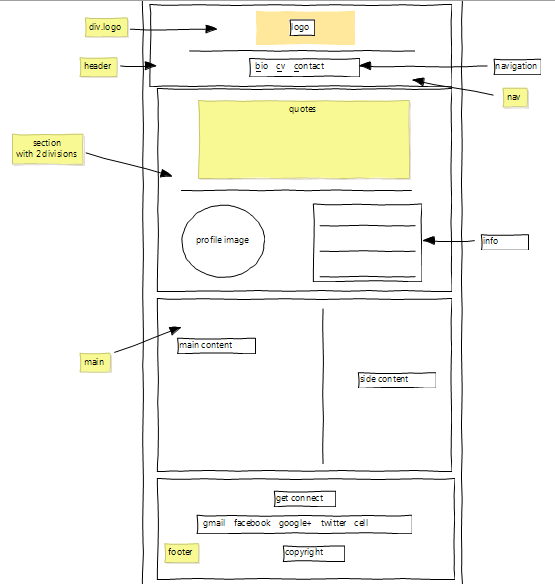 div.logo
logo
header
bio cv contact
navigation
nav
quotes
section
with 2divisions
profile image
info
main content
main
side content
get connect
gmail facebook google+ twitter cell
footer
copyright